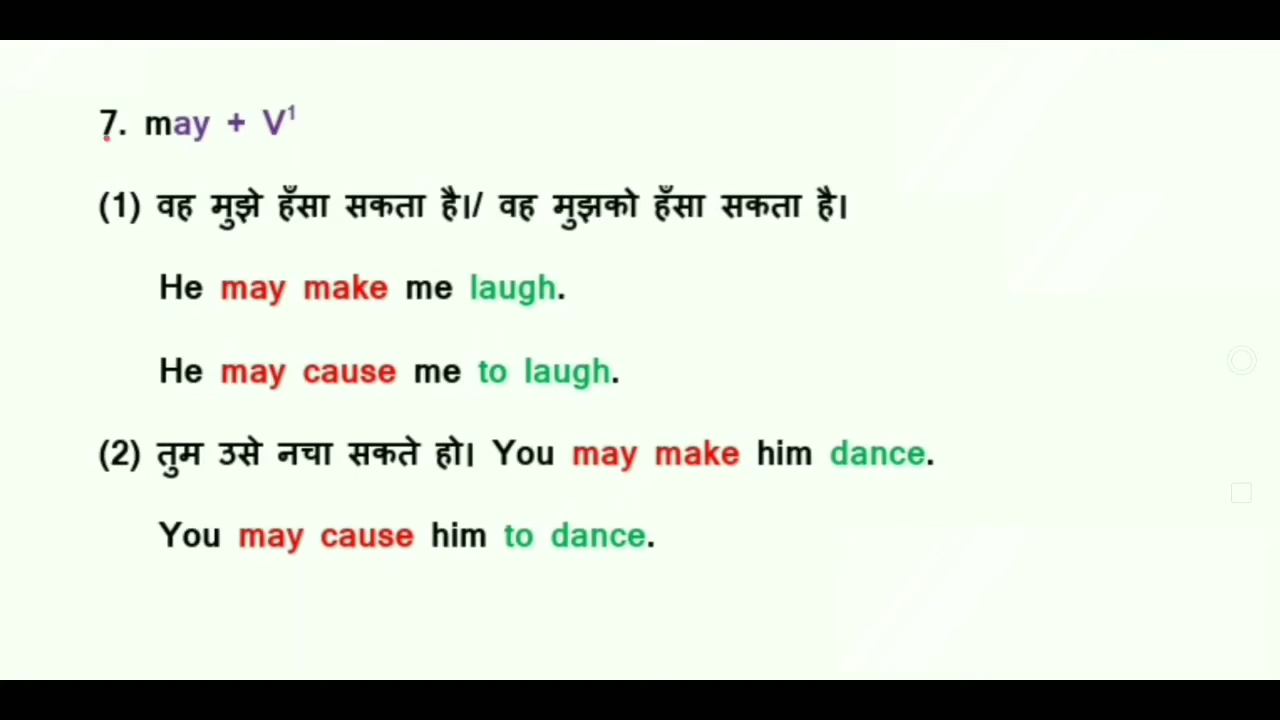 7. may + V¹
(1) वह मुझे हँसा सकता है।/ वह मुझको हँसा सकता है।
He may make me laugh.
He may cause me to laugh.
(2) तुम उसे नचा सकते हो। You may make him dance.
You may cause him to dance.